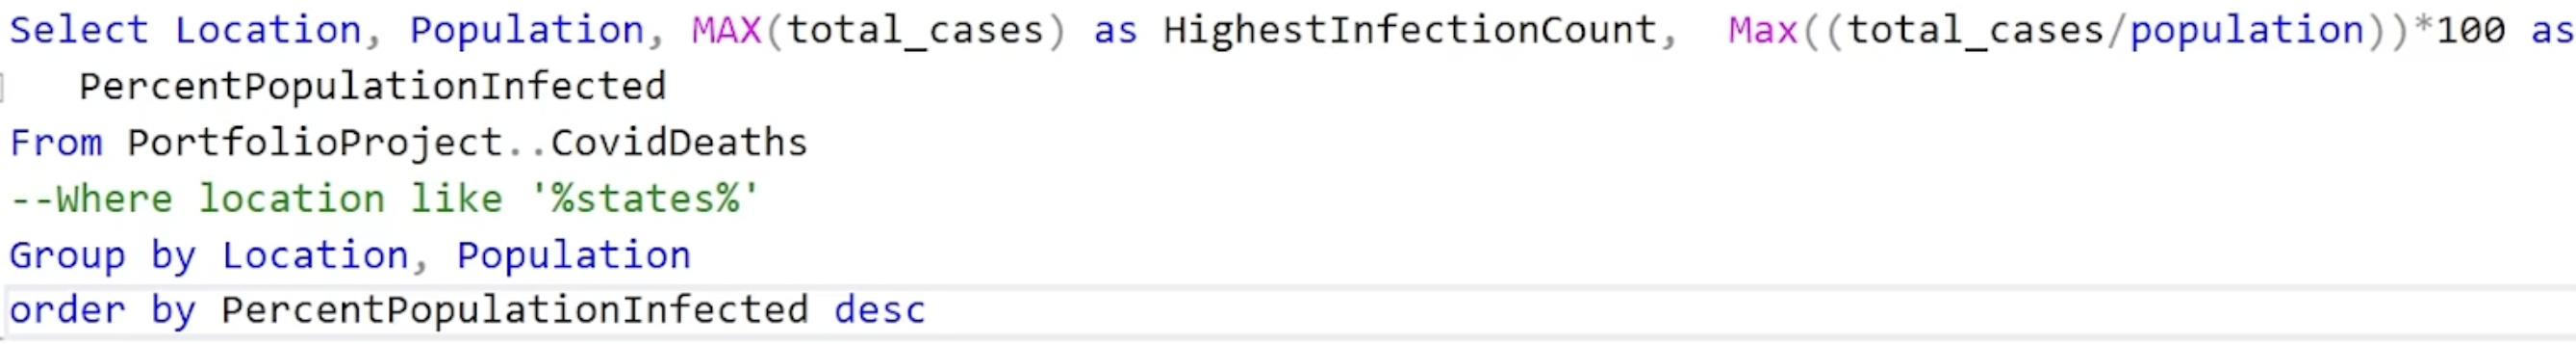 Select Location, Population, MAX(total_cases) as HighestInfectionCount,  Max((total_cases/population))*100 as
PercentPopulationInfected
From PortfolioProject..CovidDeaths
--Where location like '%states%'
Group by Location, Population
order by PercentPopulationInfected desc